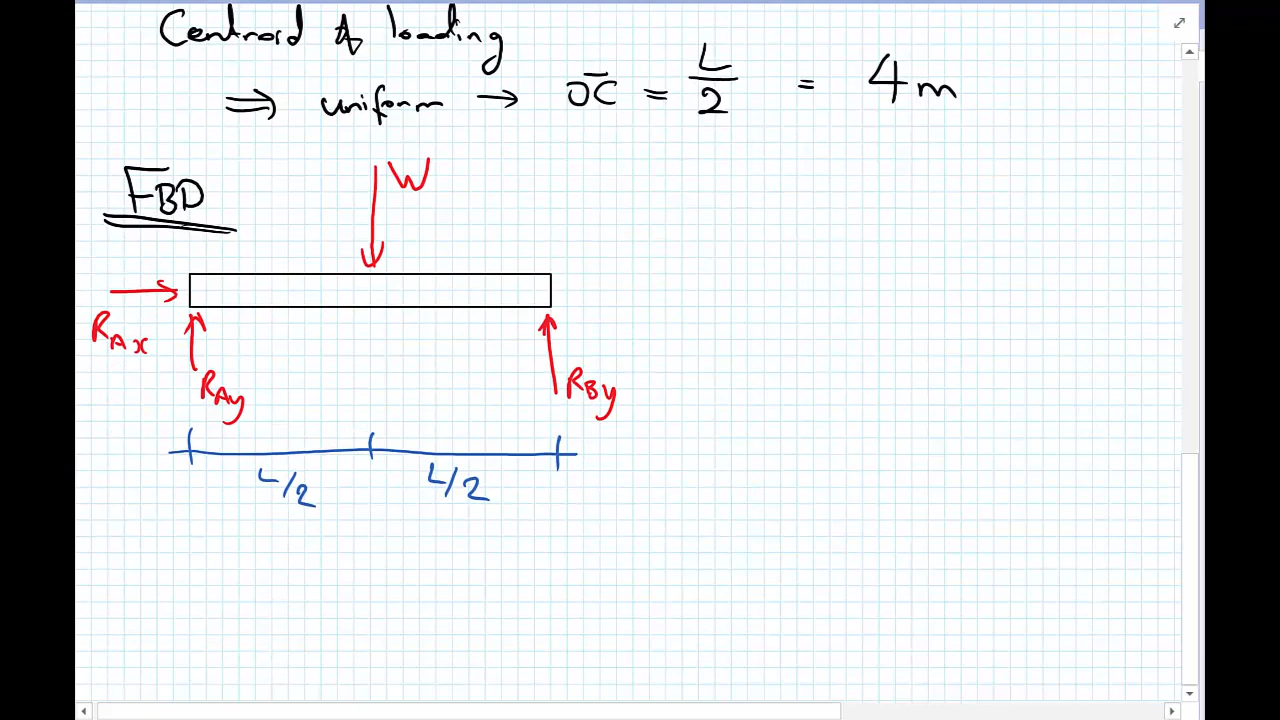 Centroid of loading
⇒ uniform → OC̅ = L/2 = 4m
FBD
W
RAx
RAy
RBy
L/2 L/2